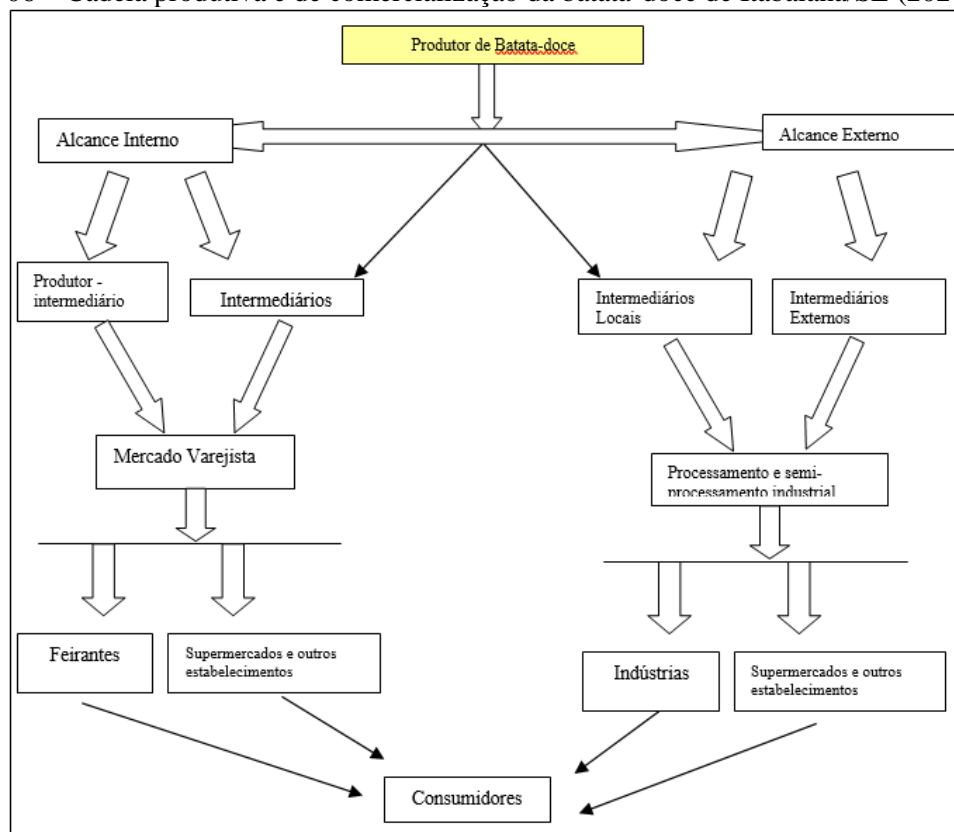 Cadeia produtiva e de comercialização da batata-doce de Itabaiana/SE (202
Produtor de Batata-doce
Alcance Interno
Alcance Externo
Produtor -
intermediário
Intermediários
Intermediários
Locais
Intermediários
Externos
Mercado Varejista
Processamento e semi-
processamento industrial
Feirantes
Supermercados e outros
estabelecimentos
Indústrias
Supermercados e outros
estabelecimentos
Consumidores